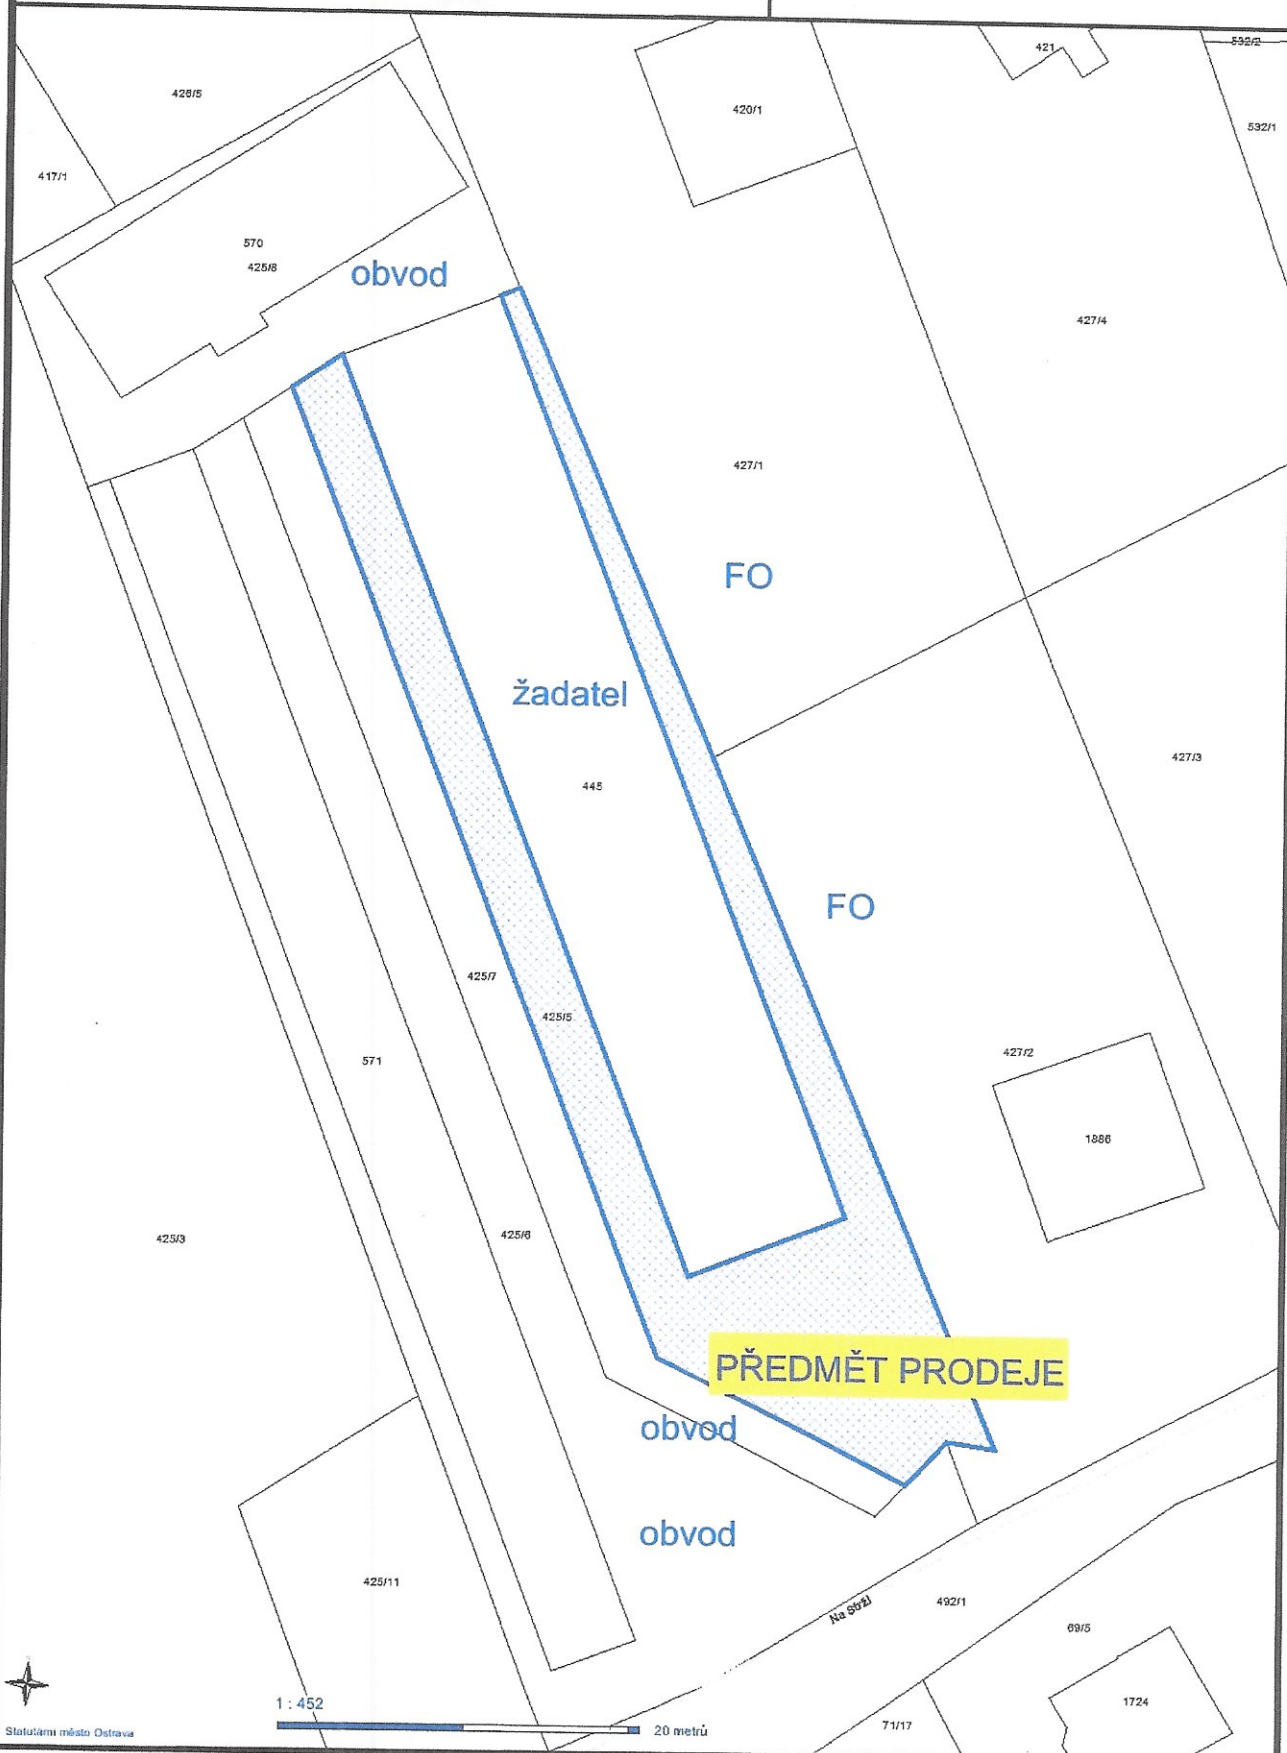 421
532/2
426/5
420/1
532/1
417/1
570
425/8
obvod
427/4
427/1
FO
žadatel
445
427/3
FO
425/7
425/5
427/2
571
1886
425/3
425/6
PŘEDMĚT PRODEJE
obvod
obvod
425/11
Na Stráži
492/1
69/5
1 : 452
1724
20 metrů
71/17
Statutární město Ostrava